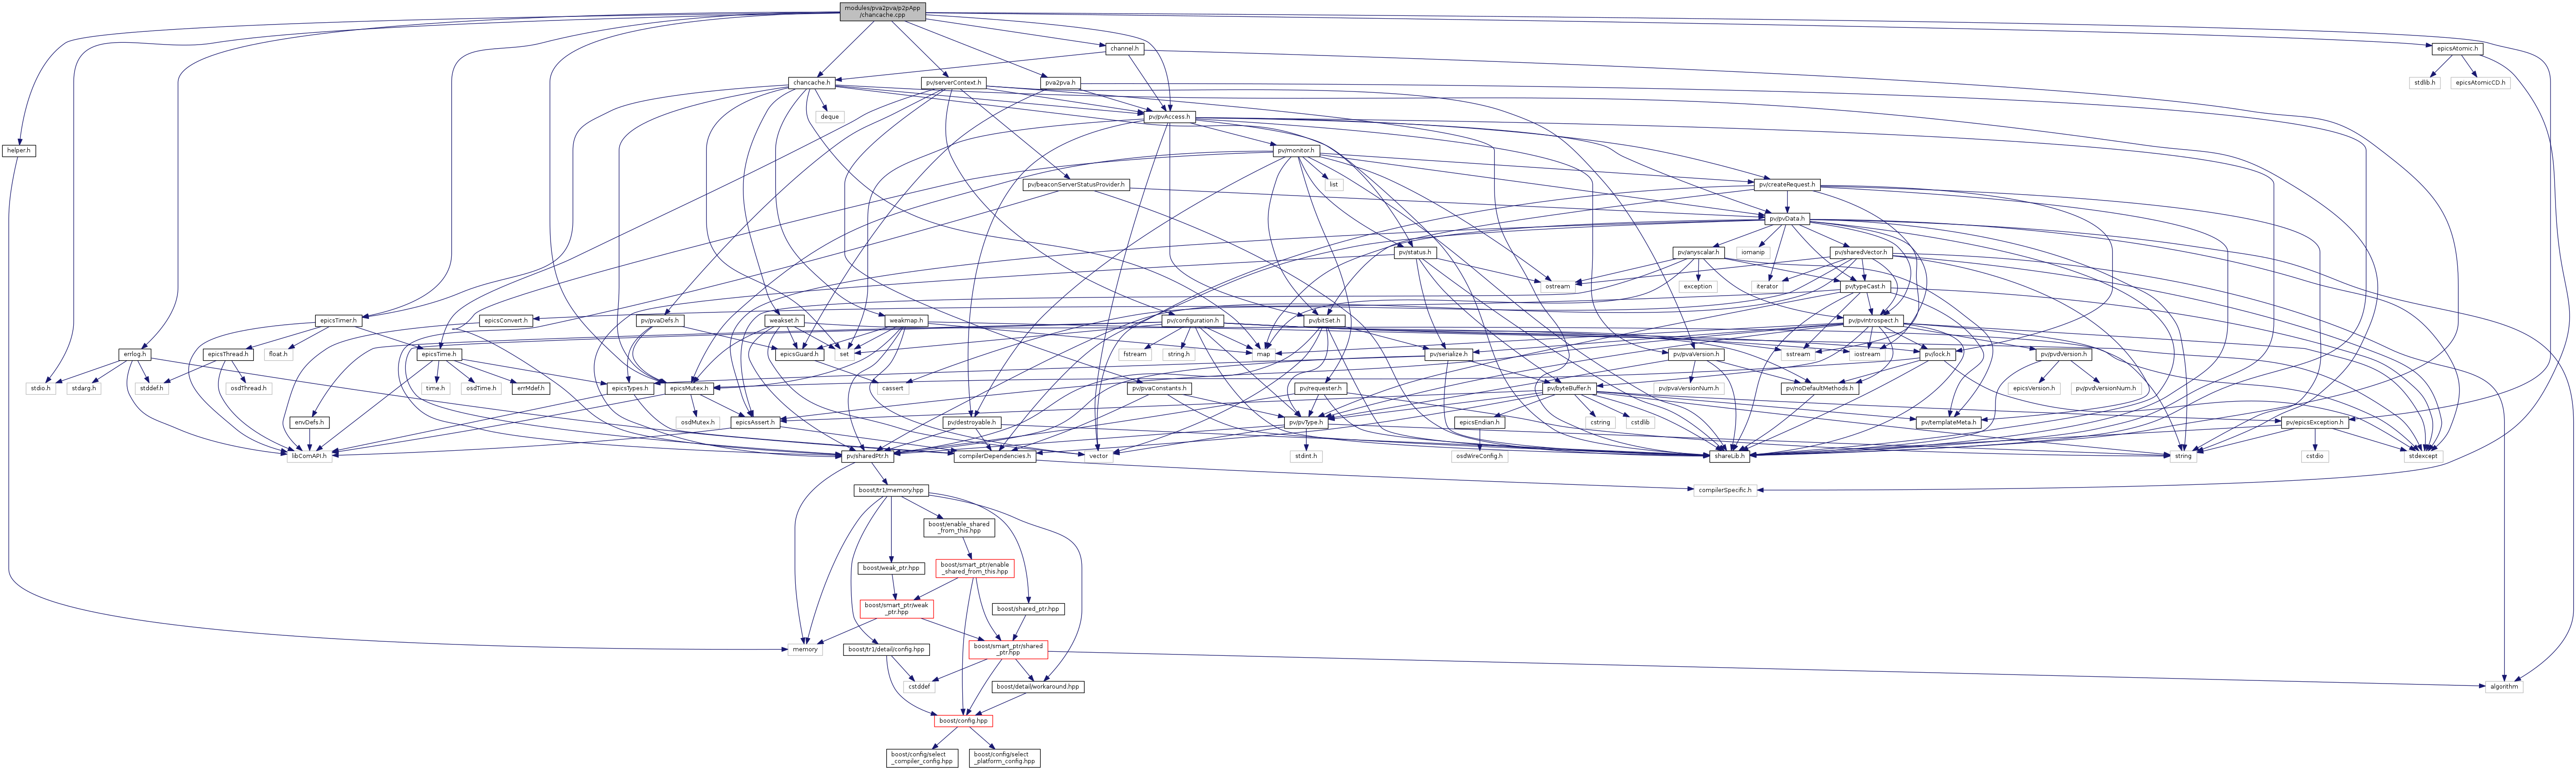 modules/pva2pva/p2pApp
/chancache.cpp
channel.h
epicsAtomic.h
chancache.h
pv/serverContext.h
pva2pva.h
stdlib.h
epicsAtomicCD.h
deque
pv/pvAccess.h
helper.h
pv/monitor.h
pv/beaconServerStatusProvider.h
list
pv/createRequest.h
pv/pvData.h
pv/status.h
pv/anyscalar.h
iomanip
pv/sharedVector.h
ostream
exception
iterator
pv/typeCast.h
epicsTimer.h
epicsConvert.h
pv/pvaDefs.h
weakset.h
weakmap.h
pv/configuration.h
pv/bitSet.h
pv/pvIntrospect.h
errlog.h
epicsThread.h
float.h
epicsTime.h
epicsGuard.h
set
fstream
string.h
map
pv/serialize.h
pv/pvaVersion.h
sstream
iostream
pv/lock.h
pv/pvdVersion.h
stdio.h
stdarg.h
stddef.h
osdThread.h
time.h
osdTime.h
errMdef.h
epicsTypes.h
epicsMutex.h
cassert
pv/pvaConstants.h
pv/requester.h
pv/byteBuffer.h
pv/pvaVersionNum.h
pv/noDefaultMethods.h
epicsVersion.h
pv/pvdVersionNum.h
envDefs.h
osdMutex.h
epicsAssert.h
pv/destroyable.h
pv/pvType.h
epicsEndian.h
cstring
cstdlib
pv/templateMeta.h
pv/epicsException.h
libComAPI.h
pv/sharedPtr.h
compilerDependencies.h
vector
stdint.h
osdWireConfig.h
shareLib.h
string
cstdio
stdexcept
boost/tr1/memory.hpp
compilerSpecific.h
boost/enable_shared
_from_this.hpp
boost/weak_ptr.hpp
boost/smart_ptr/enable
_shared_from_this.hpp
boost/smart_ptr/weak
_ptr.hpp
boost/shared_ptr.hpp
memory
boost/tr1/detail/config.hpp
boost/smart_ptr/shared
_ptr.hpp
cstddef
boost/detail/workaround.hpp
algorithm
boost/config.hpp
boost/config/select
_compiler_config.hpp
boost/config/select
_platform_config.hpp